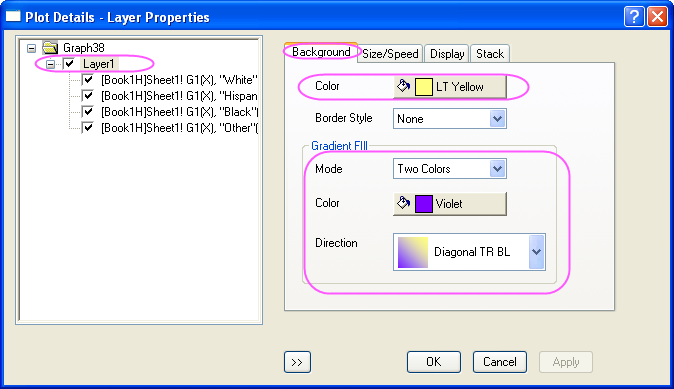 Plot Details - Layer Properties
Graph38
Layer1
[Book1H]Sheet1! G1(X), "White"
[Book1H]Sheet1! G1(X), "Hispan
[Book1H]Sheet1! G1(X), "Black"(
[Book1H]Sheet1! G1(X), "Other"(
Background Size/Speed Display Stack
Color LT Yellow
Border Style None
Gradient FIll
Mode Two Colors
Color Violet
Direction Diagonal TR BL
>> OK Cancel Apply